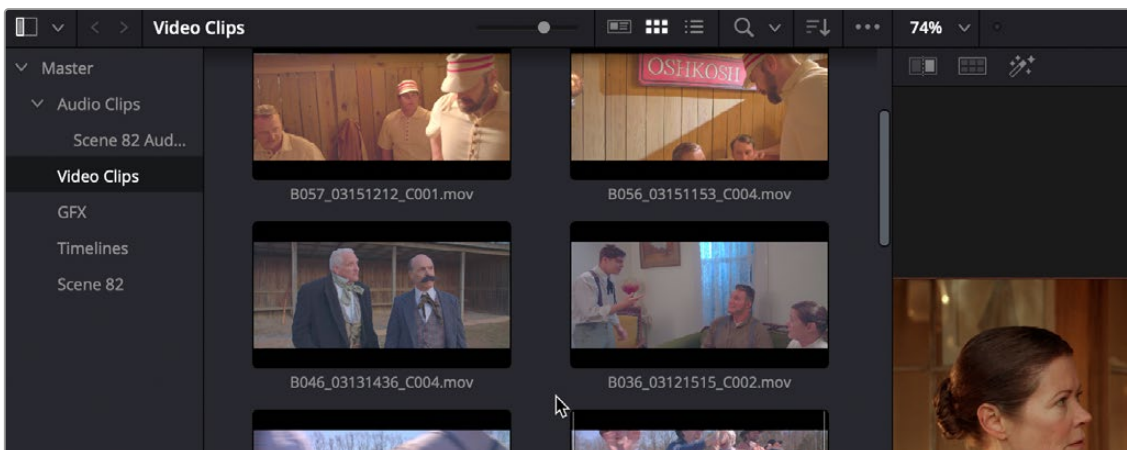 Video Clips
74%
Master
Audio Clips
Scene 82 Aud...
Video Clips
GFX
Timelines
Scene 82
OSHKOSH
B057_03151212_C001.mov
B056_03151153_C004.mov
B046_03131436_C004.mov
B036_03121515_C002.mov